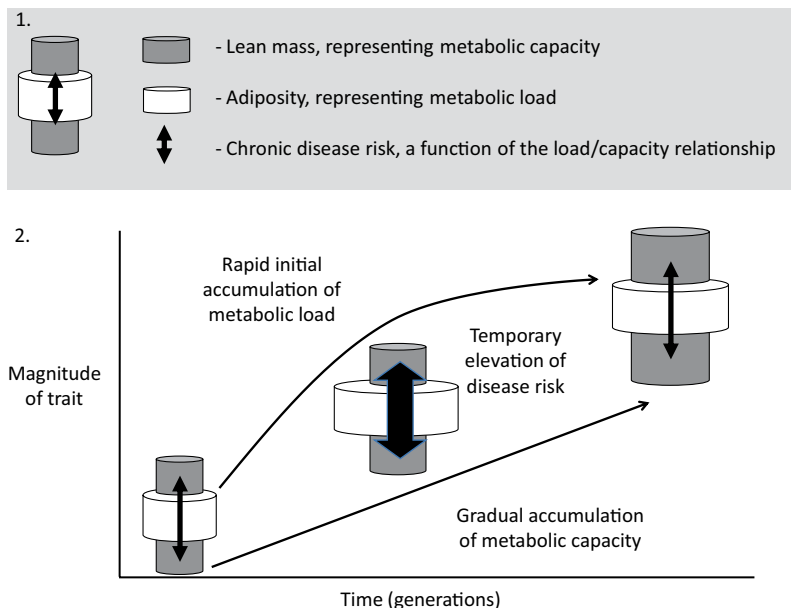 1.
- Lean mass, representing metabolic capacity
- Adiposity, representing metabolic load
- Chronic disease risk, a function of the load/capacity relationship
2.
Rapid initial
accumulation of
metabolic load
Temporary
elevation of
disease risk
Magnitude
of trait
Gradual accumulation
of metabolic capacity
Time (generations)